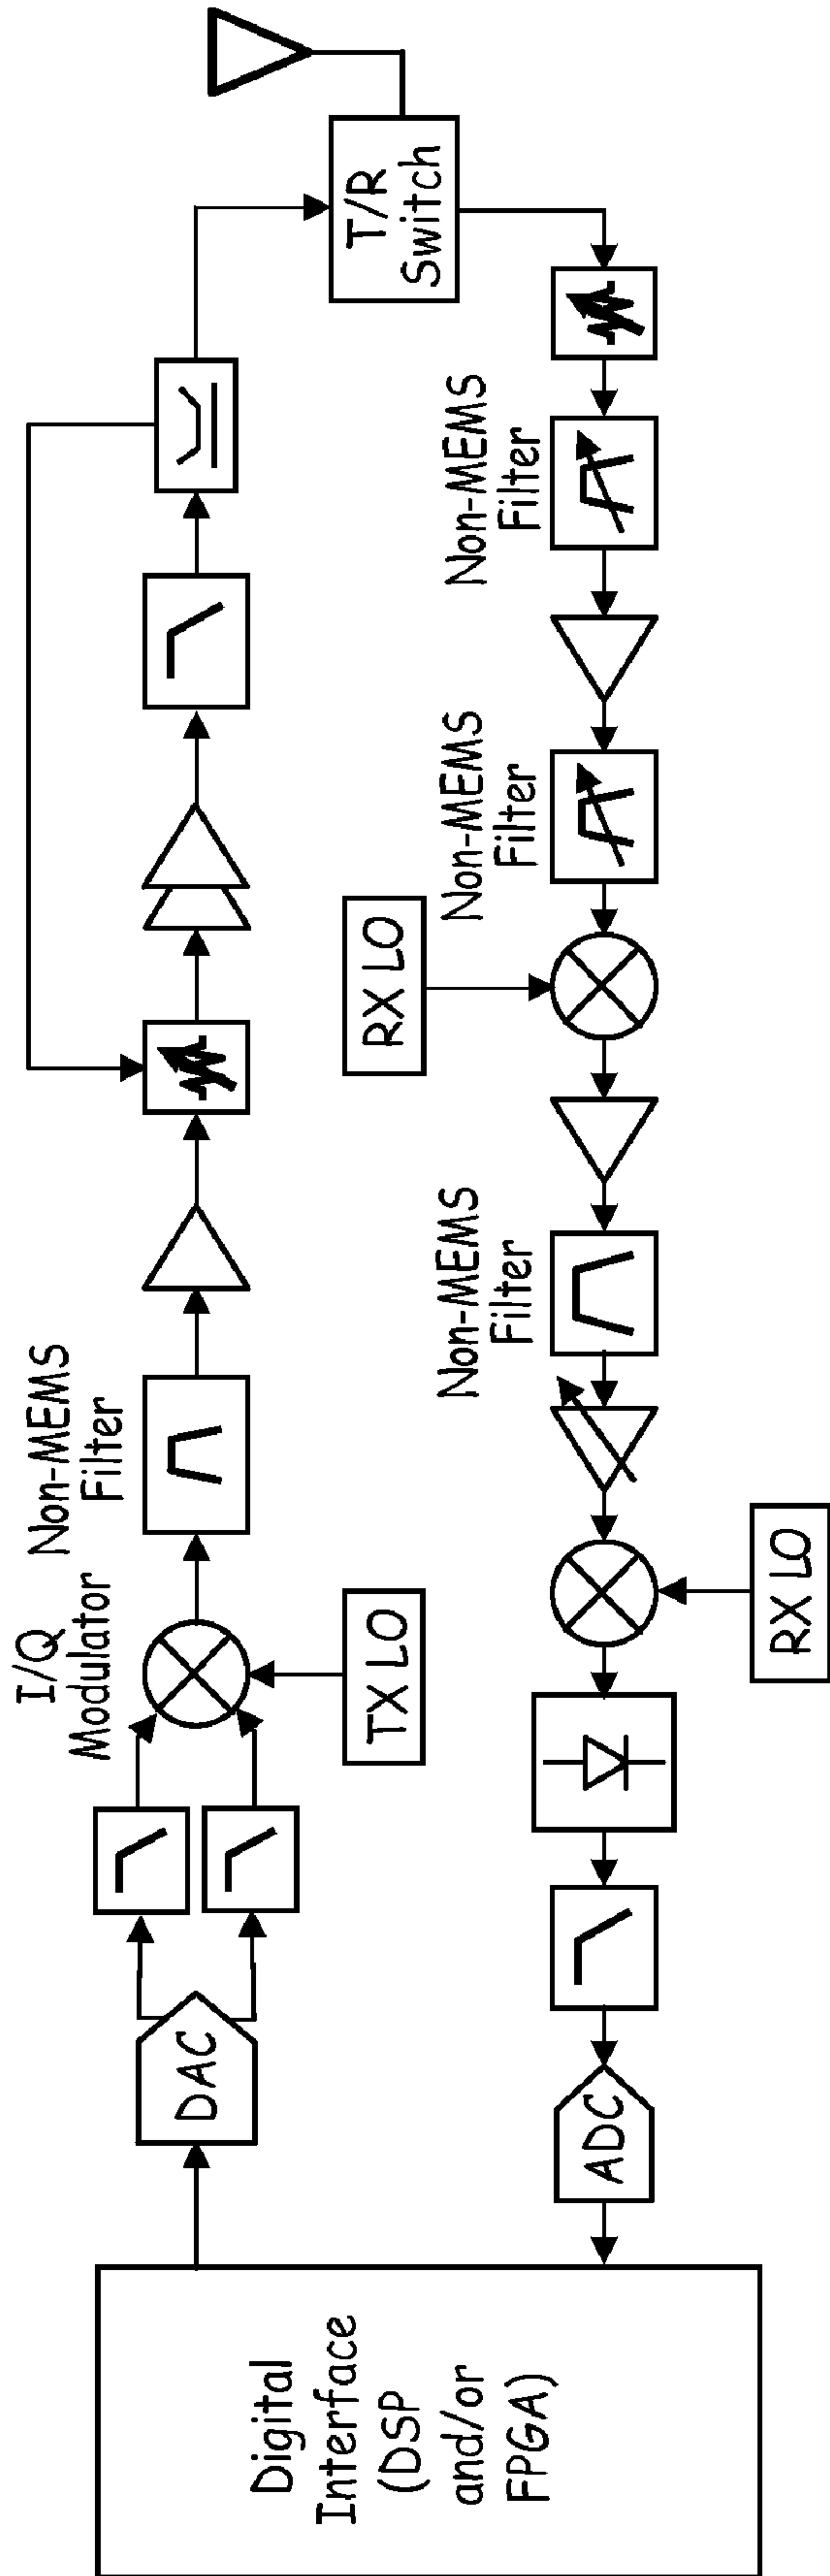 Digital
Interface
(DSP
and/or
FPGA)
DAC
I/Q
Modulator
TX LO
Non-MEMS
Filter
T/R
Switch
Non-MEMS
Filter
Non-MEMS
Filter
RX LO
Non-MEMS
Filter
RX LO
ADC